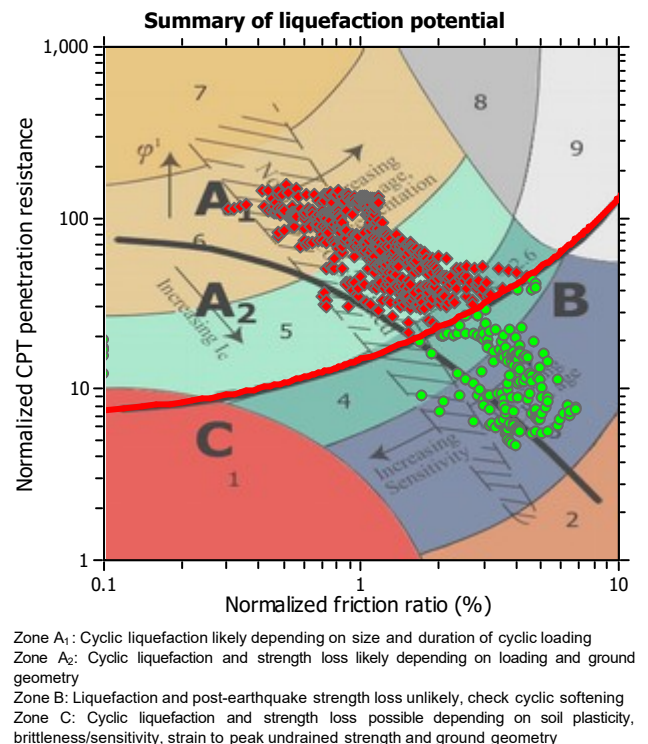 Summary of liquefaction potential
Normalized CPT penetration resistance
1,000
100
10
1
7
8
9
φ'
A1
6
A2
Increasing Ic
5
2.6
B
4
C
1
Increasing
Sensitivity
2
0.1
1
10
Normalized friction ratio (%)
Zone A1: Cyclic liquefaction likely depending on size and duration of cyclic loading
Zone A2: Cyclic liquefaction and strength loss likely depending on loading and ground
geometry
Zone B: Liquefaction and post-earthquake strength loss unlikely, check cyclic softening
Zone C: Cyclic liquefaction and strength loss possible depending on soil plasticity,
brittleness/sensitivity, strain to peak undrained strength and ground geometry